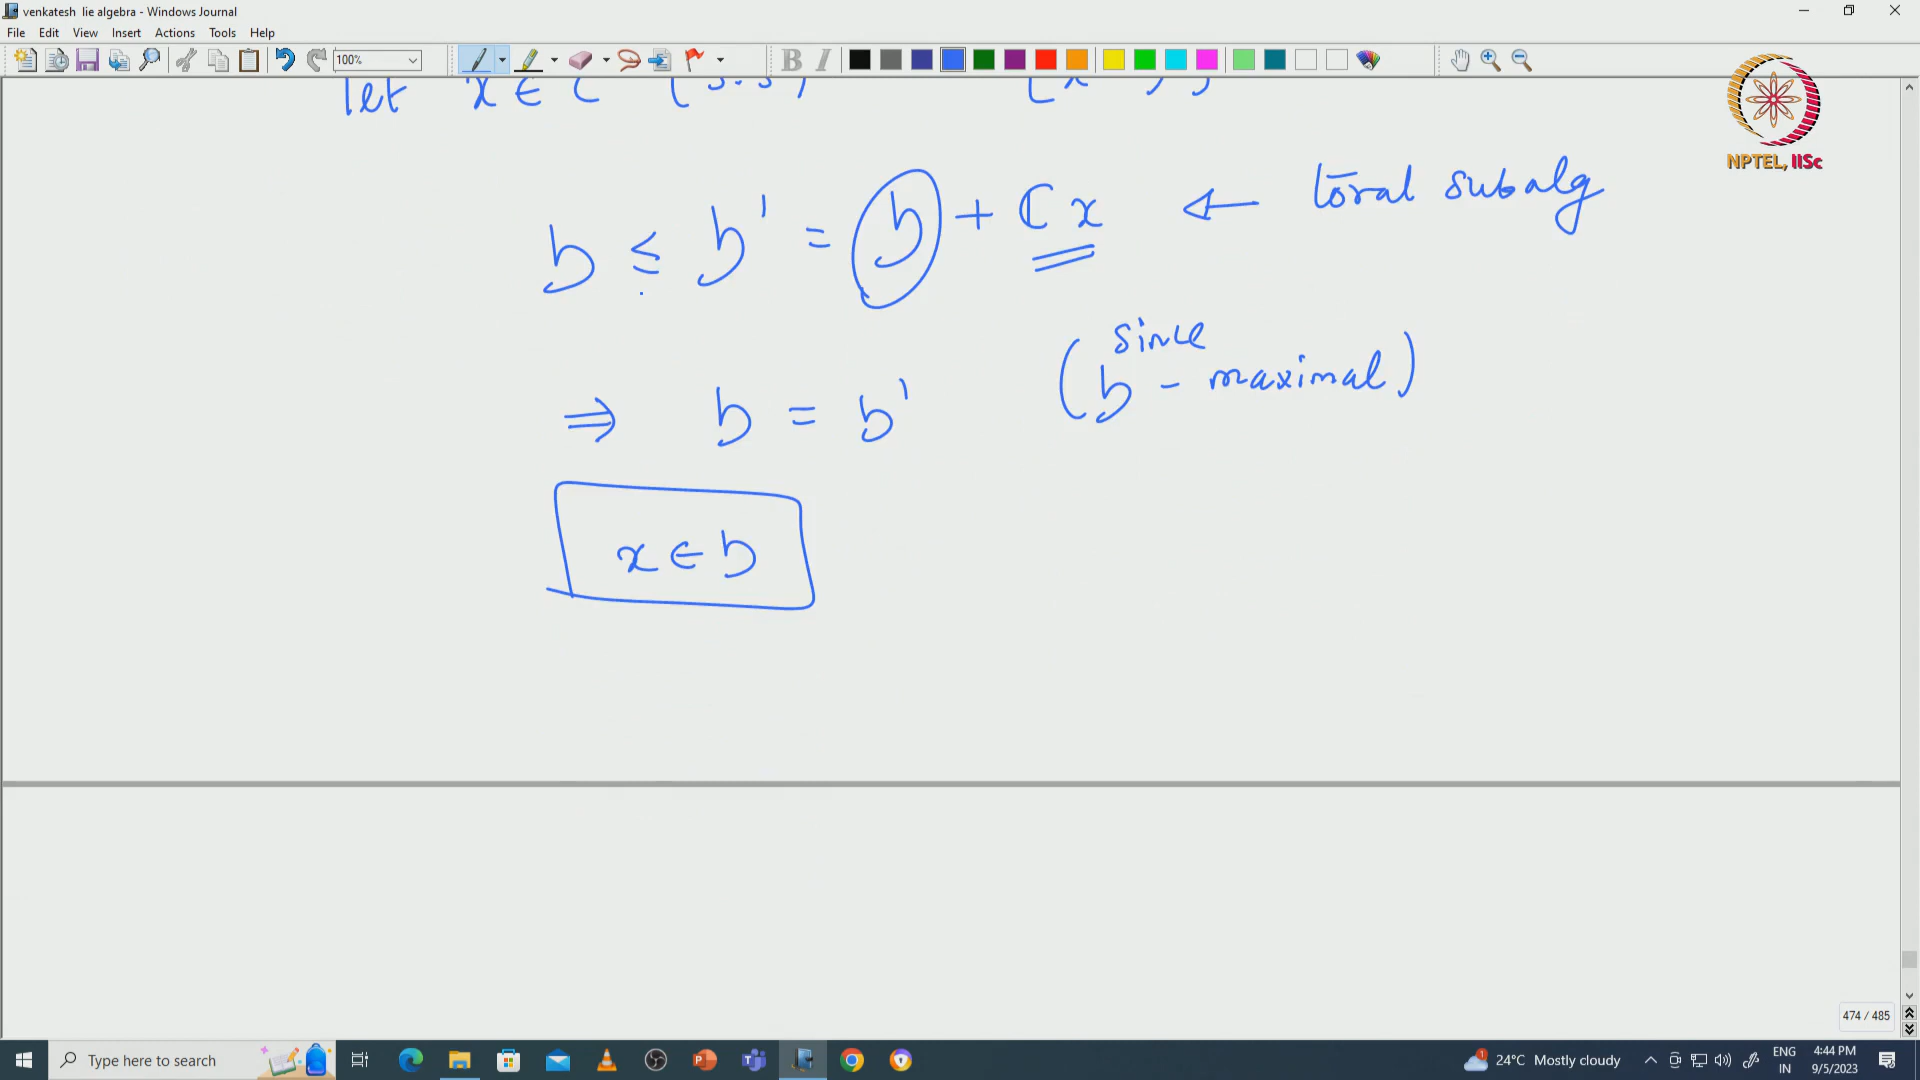 venkatesh lie algebra - Windows Journal
File Edit View Insert Actions Tools Help
100%
B I
let x ∈ C
NPTEL, IISc
𝔥 ≤ 𝔥' = 𝔥 + ℂx ← toral subalg
(since
𝔥 - maximal)
⇒ 𝔥 = 𝔥'
x ∈ 𝔥
474 / 485
Type here to search
24°C Mostly cloudy
ENG
IN
4:44 PM
9/5/2023